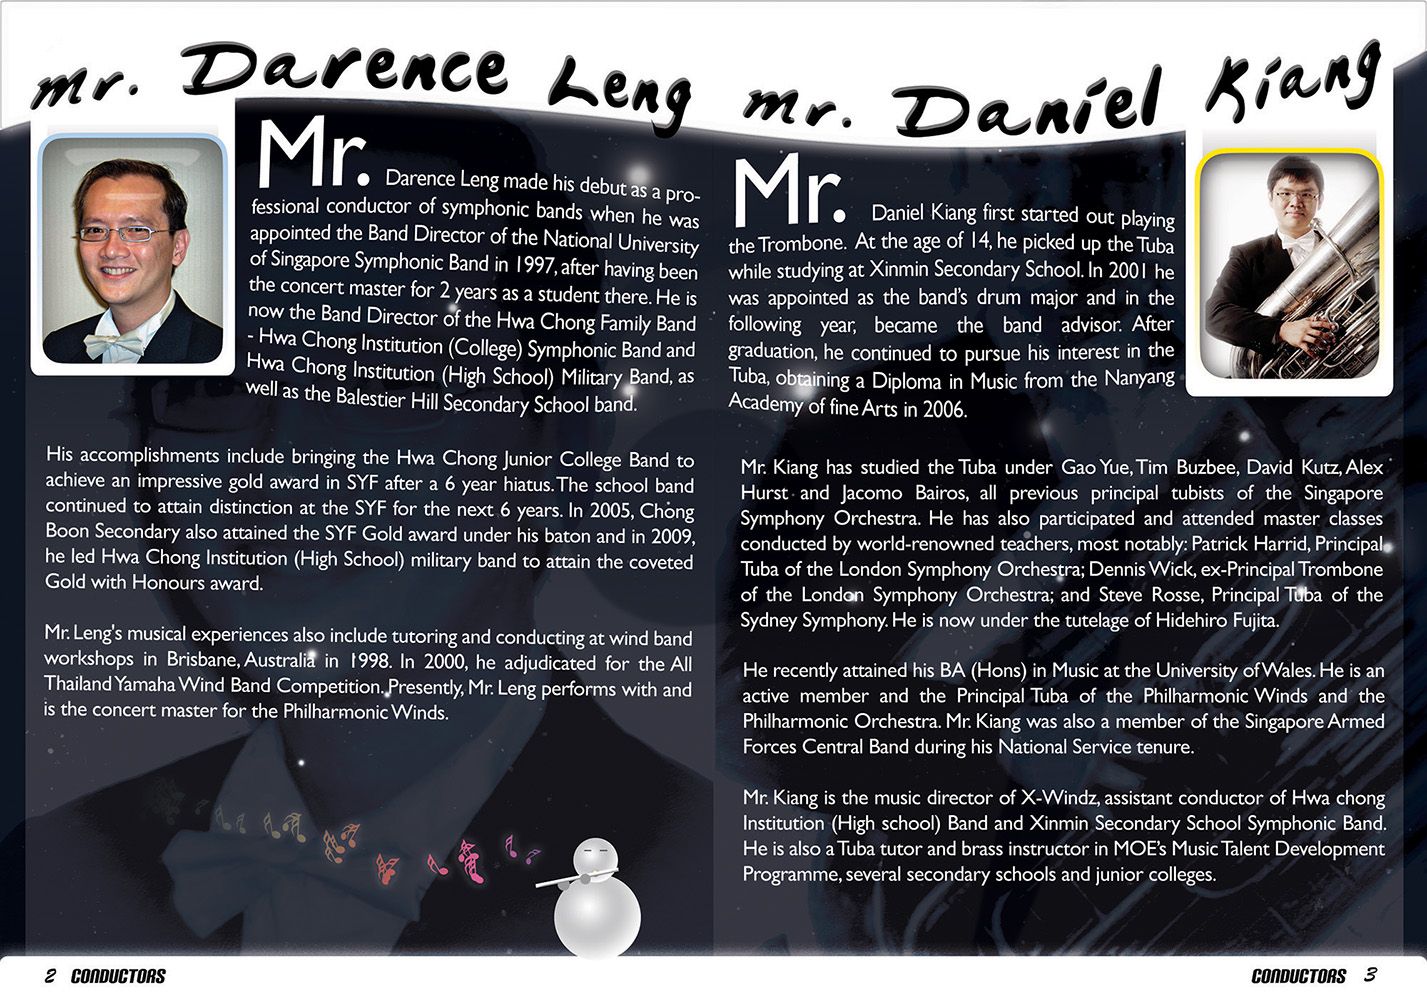 mr. Darence Leng
Mr. Darence Leng made his debut as a pro-
fessional conductor of symphonic bands when he was
appointed the Band Director of the National University
of Singapore Symphonic Band in 1997, after having been
the concert master for 2 years as a student there. He is
now the Band Director of the Hwa Chong Family Band
- Hwa Chong Institution (College) Symphonic Band and
Hwa Chong Institution (High School) Military Band, as
well as the Balestier Hill Secondary School band.
His accomplishments include bringing the Hwa Chong Junior College Band to
achieve an impressive gold award in SYF after a 6 year hiatus. The school band
continued to attain distinction at the SYF for the next 6 years. In 2005, Chong
Boon Secondary also attained the SYF Gold award under his baton and in 2009,
he led Hwa Chong Institution (High School) military band to attain the coveted
Gold with Honours award.
Mr. Leng's musical experiences also include tutoring and conducting at wind band
workshops in Brisbane, Australia in 1998. In 2000, he adjudicated for the All
Thailand Yamaha Wind Band Competition. Presently, Mr. Leng performs with and
is the concert master for the Philharmonic Winds.
2 CONDUCTORS
mr. Daniel Kiang
Mr. Daniel Kiang first started out playing
the Trombone. At the age of 14, he picked up the Tuba
while studying at Xinmin Secondary School. In 2001 he
was appointed as the band's drum major and in the
following year, became the band advisor. After
graduation, he continued to pursue his interest in the
Tuba, obtaining a Diploma in Music from the Nanyang
Academy of fine Arts in 2006.
Mr. Kiang has studied the Tuba under Gao Yue, Tim Buzbee, David Kutz, Alex
Hurst and Jacomo Bairos, all previous principal tubists of the Singapore
Symphony Orchestra. He has also participated and attended master classes
conducted by world-renowned teachers, most notably: Patrick Harrid, Principal
Tuba of the London Symphony Orchestra; Dennis Wick, ex-Principal Trombone
of the London Symphony Orchestra; and Steve Rosse, Principal Tuba of the
Sydney Symphony. He is now under the tutelage of Hidehiro Fujita.
He recently attained his BA (Hons) in Music at the University of Wales. He is an
active member and the Principal Tuba of the Philharmonic Winds and the
Philharmonic Orchestra. Mr. Kiang was also a member of the Singapore Armed
Forces Central Band during his National Service tenure.
Mr. Kiang is the music director of X-Windz, assistant conductor of Hwa chong
Institution (High school) Band and Xinmin Secondary School Symphonic Band.
He is also a Tuba tutor and brass instructor in MOE's Music Talent Development
Programme, several secondary schools and junior colleges.
CONDUCTORS 3